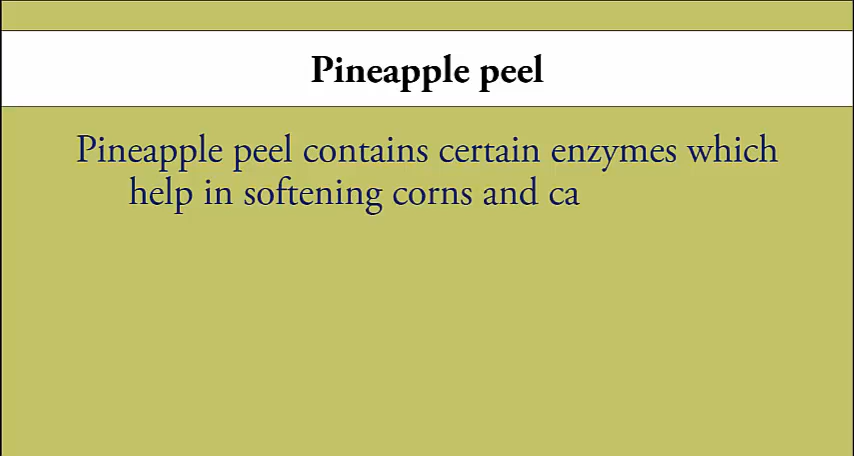 Pineapple peel
Pineapple peel contains certain enzymes which
help in softening corns and ca